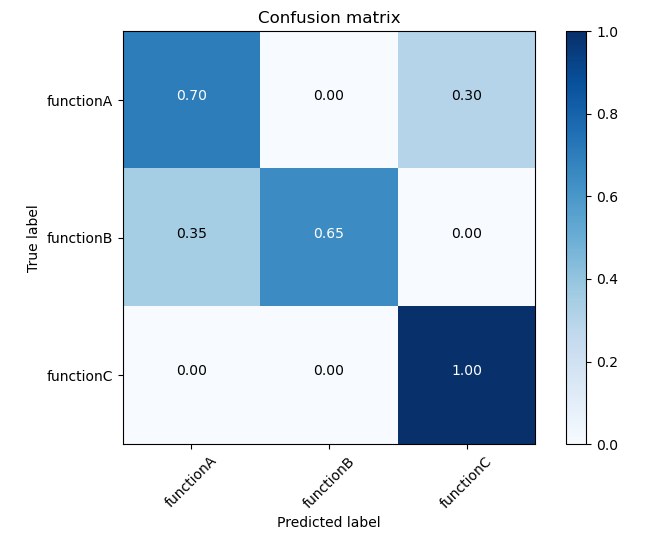 Confusion matrix
functionA 0.70 0.00 0.30
functionB 0.35 0.65 0.00
functionC 0.00 0.00 1.00
True label
functionA functionB functionC
Predicted label
1.0
0.8
0.6
0.4
0.2
0.0